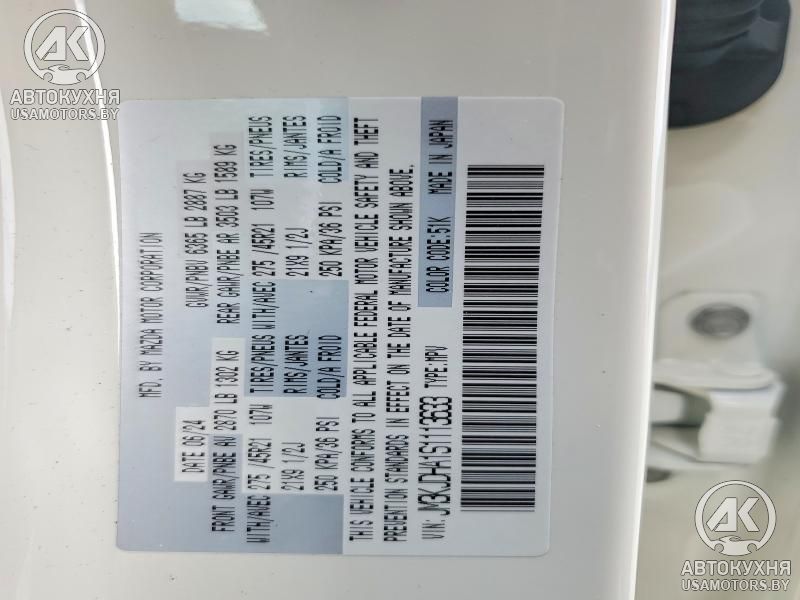 MFD. BY MAZDA MOTOR CORPORATION
DATE 06/24 GVWR/PNBV 6365 LB 2887 KG
FRONT GAWR/PNBE AV 2870 LB 1302 KG REAR GAWR/PNBE AR 3503 LB 1589 KG
WITH/AVEC 275 /45R21 107W TIRES/PNEUS WITH/AVEC 275 /45R21 107W TIRES/PNEUS
21X9 1/2J RIMS/JANTES 21X9 1/2J RIMS/JANTES
250 KPA/36 PSI COLD/A FROID 250 KPA/36 PSI COLD/A FROID
THIS VEHICLE CONFORMS TO ALL APPLICABLE FEDERAL MOTOR VEHICLE SAFETY AND THEFT
PREVENTION STANDARDS IN EFFECT ON THE DATE OF MANUFACTURE SHOWN ABOVE.
VIN: JM3KJDHA1S1113633 TYPE:MPV COLOR CODE:51K MADE IN JAPAN
AK
АВТОКУХНЯ
USAMOTORS.BY
AK
АВТОКУХНЯ
USAMOTORS.BY